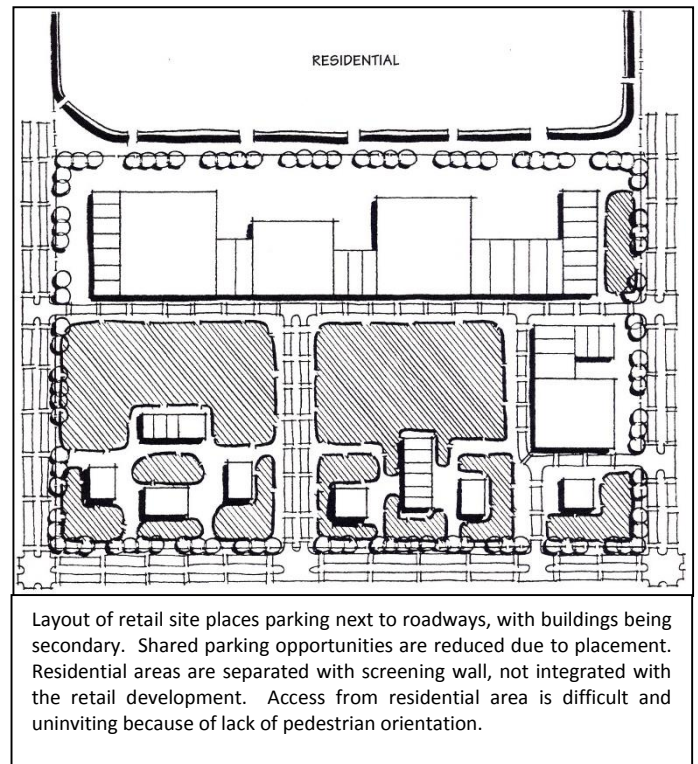 RESIDENTIAL
Layout of retail site places parking next to roadways, with buildings being
secondary. Shared parking opportunities are reduced due to placement.
Residential areas are separated with screening wall, not integrated with
the retail development. Access from residential area is difficult and
uninviting because of lack of pedestrian orientation.